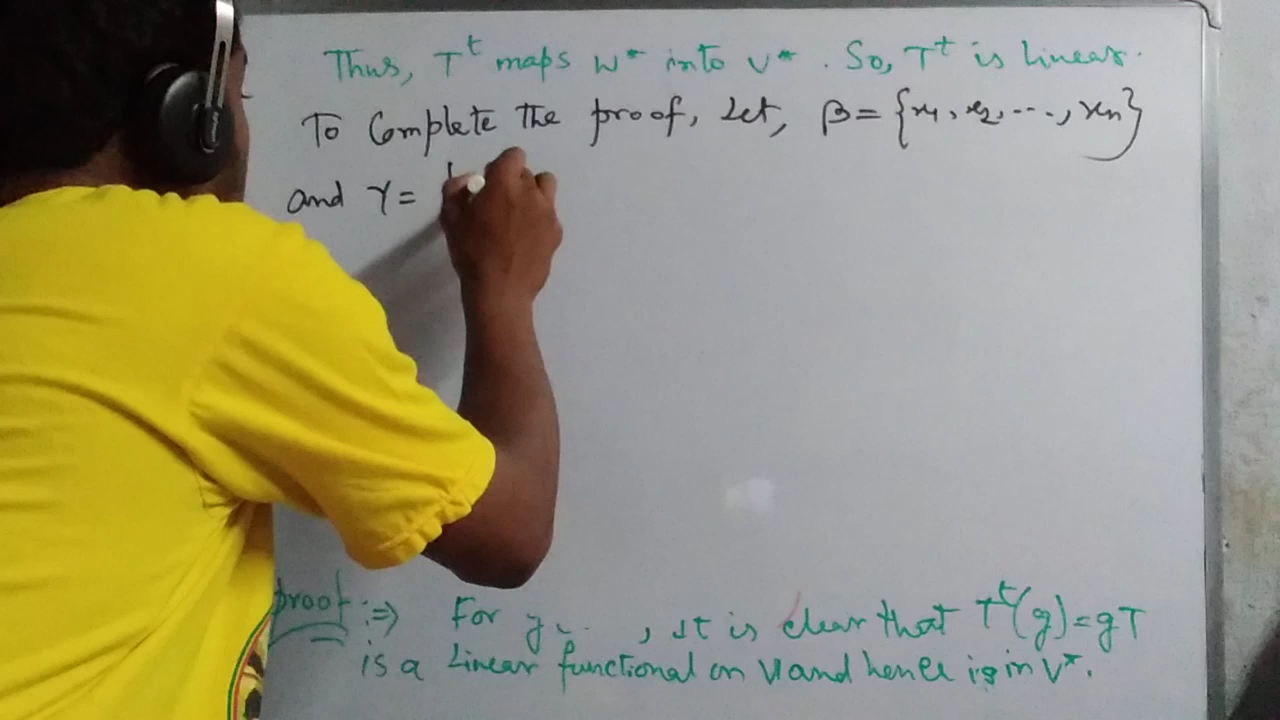 Thus, T^t maps W* into V*. So, T^t is Linear.
To Complete the proof, Let, β = {x1, x2, ..., xn}
and γ =
proof :⇒ For g , It is clear that T^t(g) = gT
is a Linear functional on V and hence is in V*.